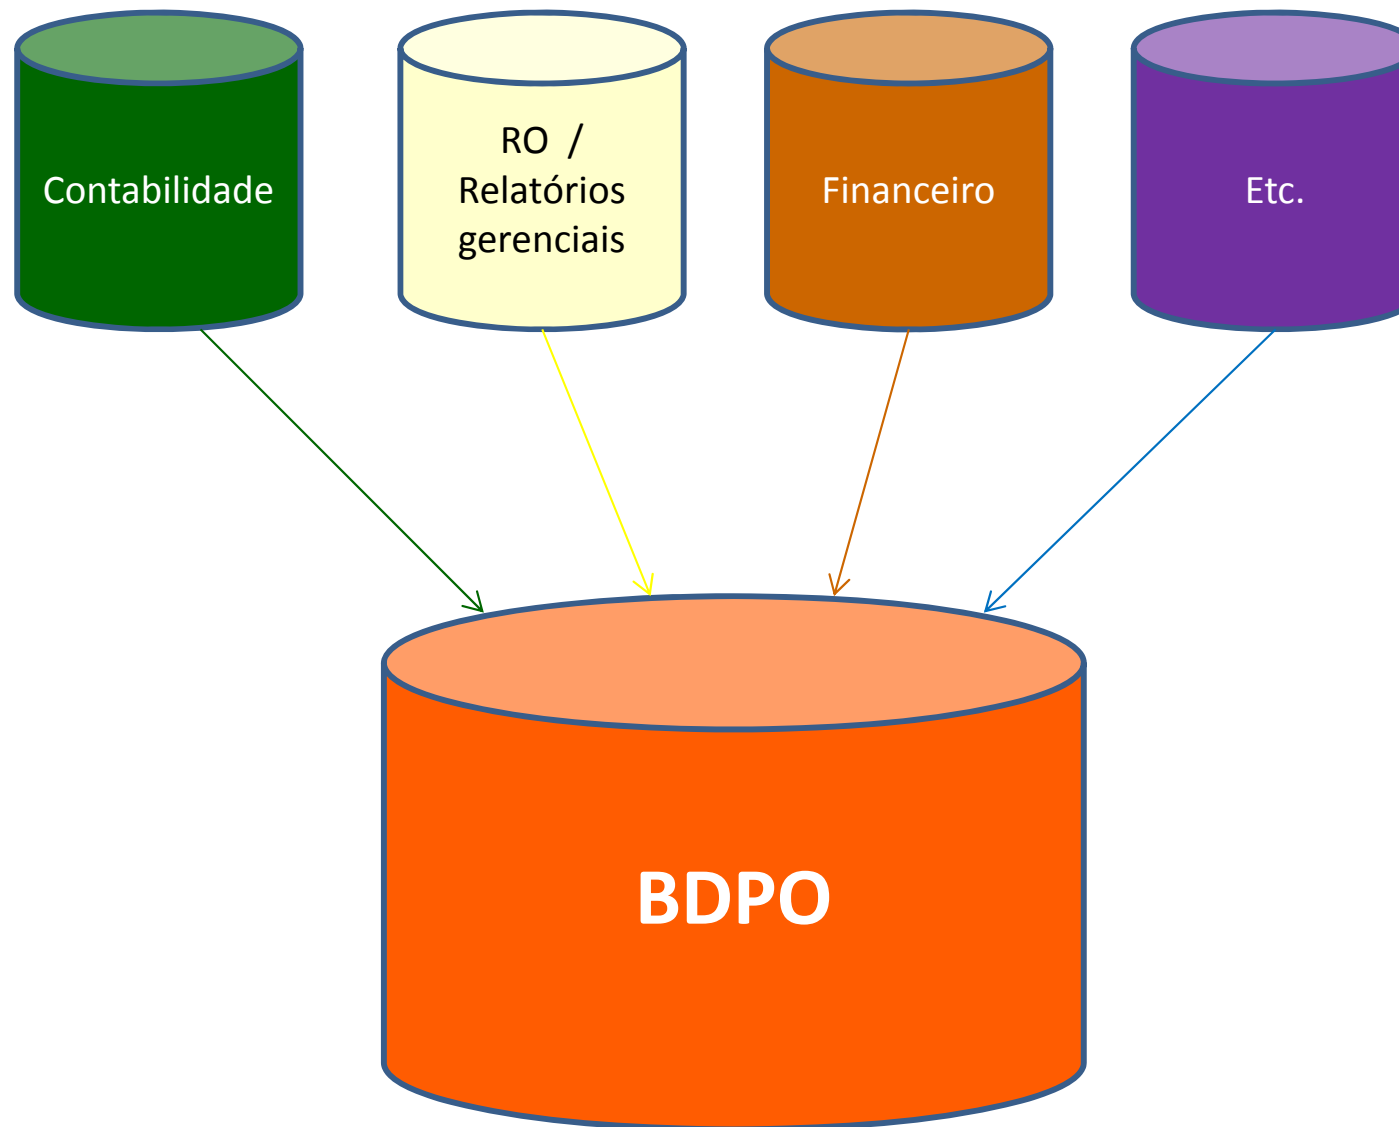 Contabilidade
RO /
Relatórios
gerenciais
Financeiro
Etc.
BDPO